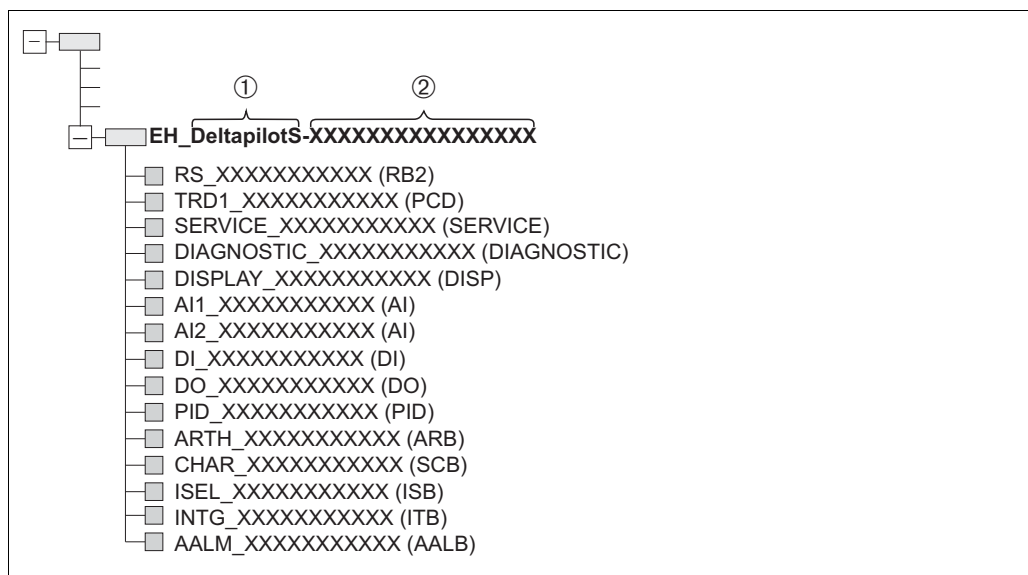 ① ②
EH_DeltapilotS-XXXXXXXXXXXXXXXX
RS_XXXXXXXXXXX (RB2)
TRD1_XXXXXXXXXXX (PCD)
SERVICE_XXXXXXXXXXX (SERVICE)
DIAGNOSTIC_XXXXXXXXXXX (DIAGNOSTIC)
DISPLAY_XXXXXXXXXXX (DISP)
AI1_XXXXXXXXXXX (AI)
AI2_XXXXXXXXXXX (AI)
DI_XXXXXXXXXXX (DI)
DO_XXXXXXXXXXX (DO)
PID_XXXXXXXXXXX (PID)
ARTH_XXXXXXXXXXX (ARB)
CHAR_XXXXXXXXXXX (SCB)
ISEL_XXXXXXXXXXX (ISB)
INTG_XXXXXXXXXXX (ITB)
AALM_XXXXXXXXXXX (AALB)